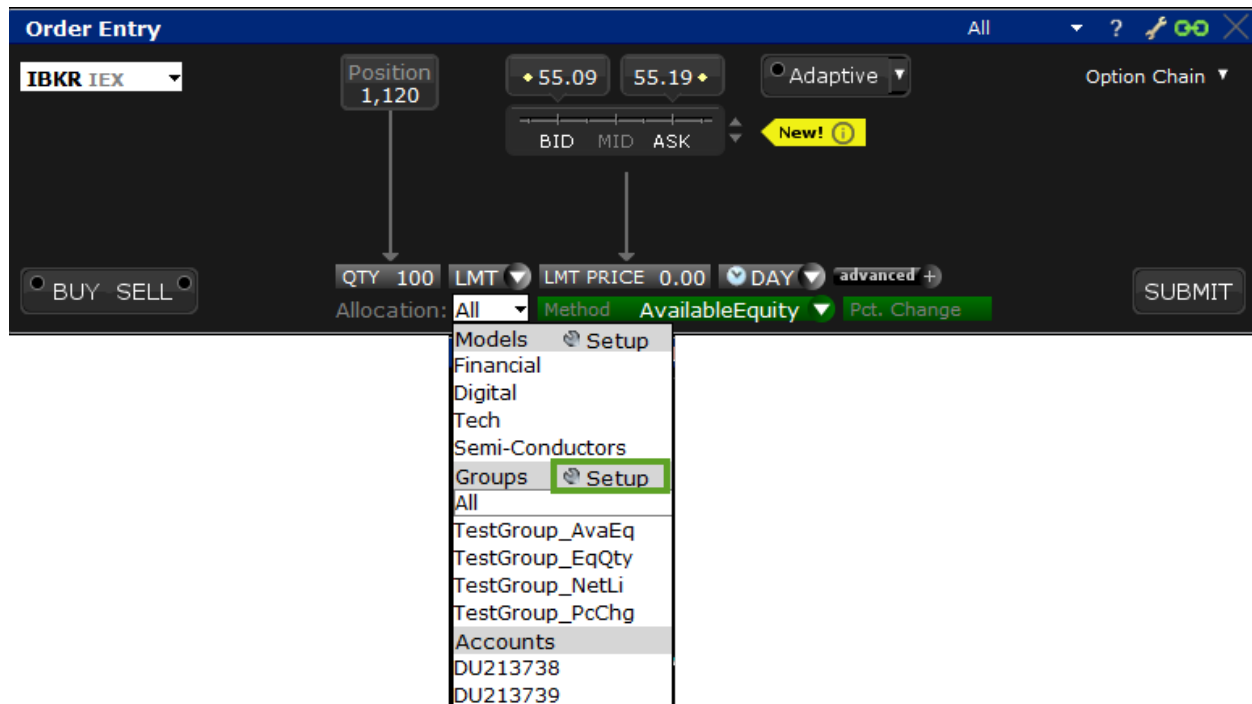 Order Entry All ?
IBKR IEX Position 55.09 55.19 Adaptive Option Chain
1,120
BID MID ASK New!
BUY SELL QTY 100 LMT LMT PRICE 0.00 DAY advanced + SUBMIT
Allocation: All Method AvailableEquity Pct. Change
Models Setup
Financial
Digital
Tech
Semi-Conductors
Groups Setup
All
TestGroup_AvaEq
TestGroup_EqQty
TestGroup_NetLi
TestGroup_PcChg
Accounts
DU213738
DU213739